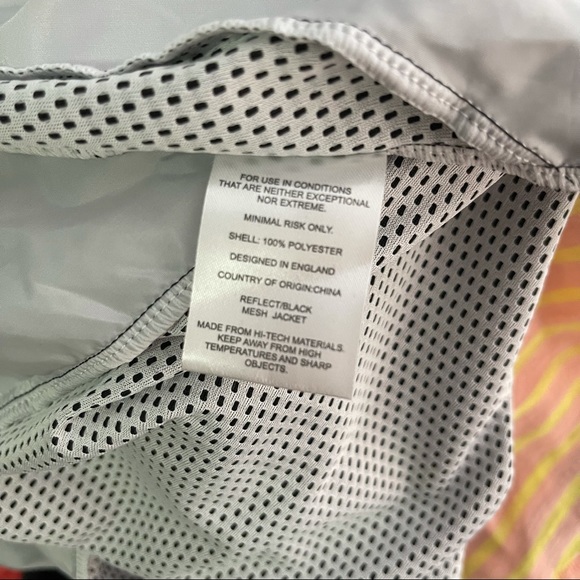 FOR USE IN CONDITIONS
THAT ARE NEITHER EXCEPTIONAL
NOR EXTREME.
MINIMAL RISK ONLY.
SHELL: 100% POLYESTER
DESIGNED IN ENGLAND
COUNTRY OF ORIGIN:CHINA
REFLECT/BLACK
MESH JACKET
MADE FROM HI-TECH MATERIALS.
KEEP AWAY FROM HIGH
TEMPERATURES AND SHARP
OBJECTS.